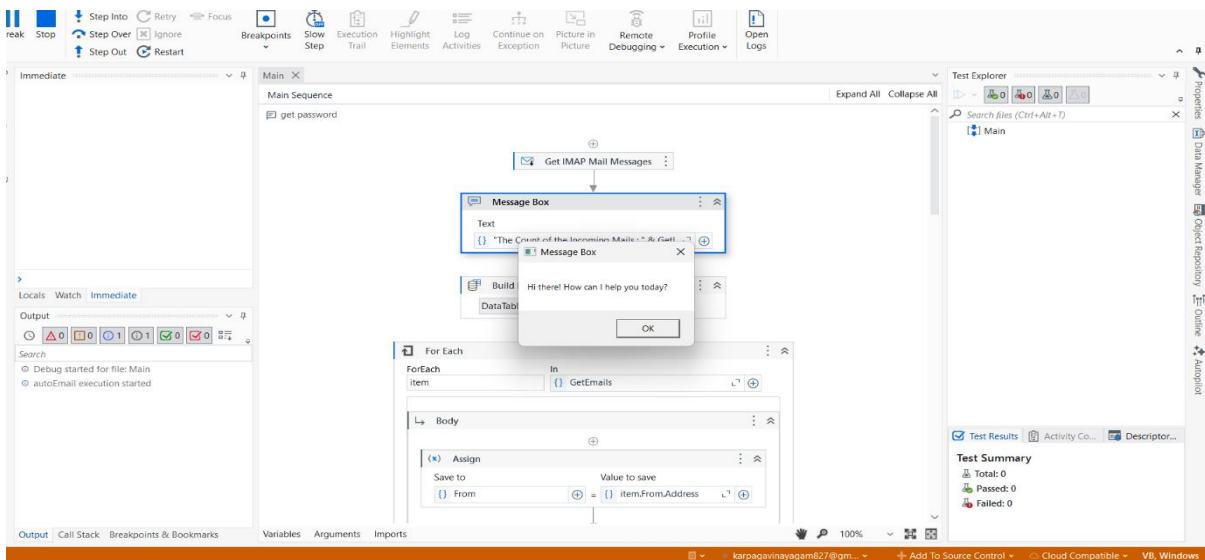 Break Stop Step Into Retry Focus
Step Over Ignore
Step Out Restart
Breakpoints Slow Step Execution Trail Highlight Elements Log Activities Continue on Exception Picture in Picture Remote Debugging Profile Execution Open Logs
Immediate
Main
Main Sequence
Expand All Collapse All
get password
Get IMAP Mail Messages
Message Box
Text
"The Count of the Incoming Mails : " & GetI
Message Box
Hi there! How can I help you today?
OK
Build
DataTabl
For Each
ForEach
In
item
GetEmails
Body
Assign
Save to
Value to save
From
=
item.From.Address
>
Locals Watch Immediate
Output
0 0 1 1 0 0
Search
Debug started for file: Main
autoEmail execution started
Output Call Stack Breakpoints & Bookmarks
Variables Arguments Imports
100%
Test Explorer
0 0 0
Search files (Ctrl+Alt+T)
Main
Test Results Activity Co... Descriptor...
Test Summary
Total: 0
Passed: 0
Failed: 0
Properties
Data Manager
Object Repository
Outline
Autopilot
karpagavinayagam827@gm...
Add To Source Control
Cloud Compatible
VB, Windows